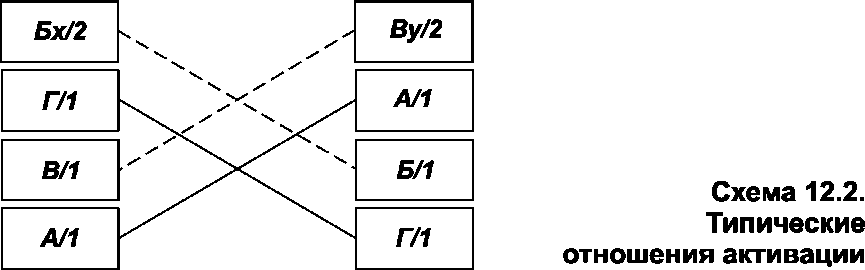 Бх/2 Ву/2
Г/1 А/1
В/1 Б/1
А/1 Г/1
Схема 12.2.
Типические
отношения активации